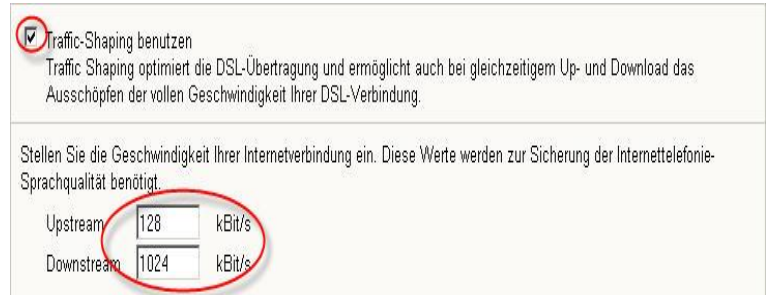 Traffic-Shaping benutzen
Traffic Shaping optimiert die DSL-Übertragung und ermöglicht auch bei gleichzeitigem Up- und Download das
Ausschöpfen der vollen Geschwindigkeit Ihrer DSL-Verbindung.
Stellen Sie die Geschwindigkeit Ihrer Internetverbindung ein. Diese Werte werden zur Sicherung der Internettelefonie-
Sprachqualität benötigt.
Upstream 128 kBit/s
Downstream 1024 kBit/s